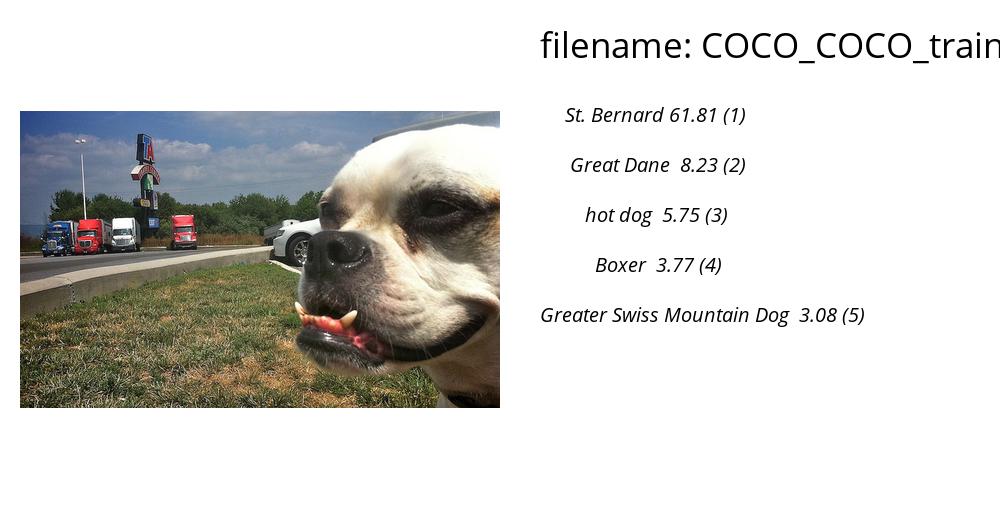 filename: COCO_COCO_train
St. Bernard 61.81 (1)
Great Dane 8.23 (2)
hot dog 5.75 (3)
Boxer 3.77 (4)
Greater Swiss Mountain Dog 3.08 (5)
TA